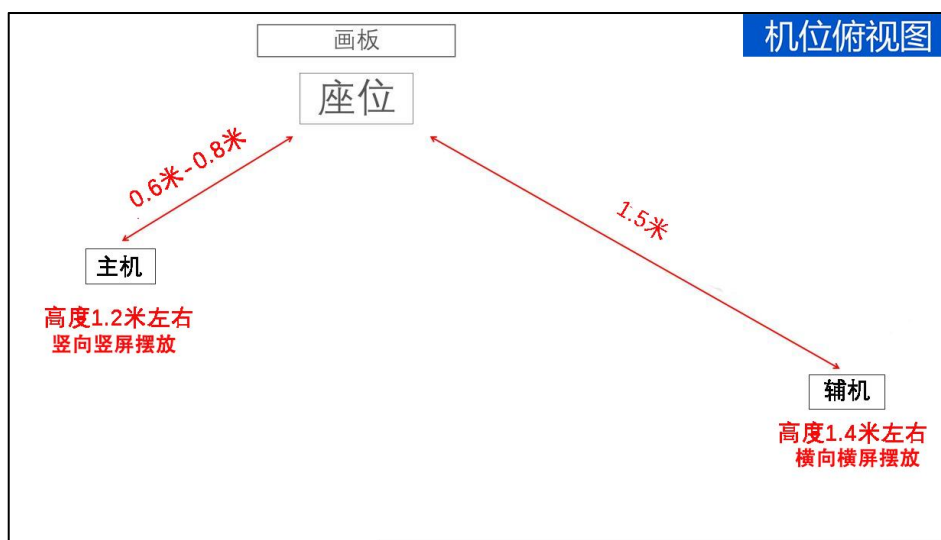 机位俯视图
画板
座位
0.6米-0.8米
1.5米
主机
高度1.2米左右
竖向竖屏摆放
辅机
高度1.4米左右
横向横屏摆放